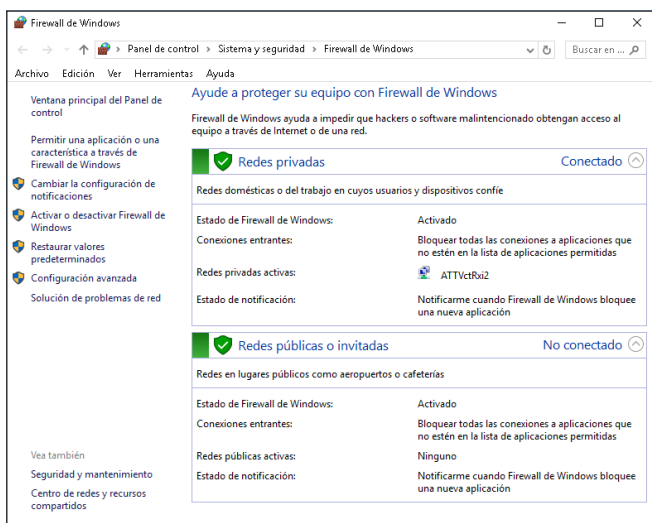 Firewall de Windows
Panel de control > Sistema y seguridad > Firewall de Windows
Buscar en ...
Archivo Edición Ver Herramientas Ayuda
Ventana principal del Panel de
control
Permitir una aplicación o una
característica a través de
Firewall de Windows
Cambiar la configuración de
notificaciones
Activar o desactivar Firewall de
Windows
Restaurar valores
predeterminados
Configuración avanzada
Solución de problemas de red
Vea también
Seguridad y mantenimiento
Centro de redes y recursos
compartidos
Ayude a proteger su equipo con Firewall de Windows
Firewall de Windows ayuda a impedir que hackers o software malintencionado obtengan acceso al
equipo a través de Internet o de una red.
Redes privadas Conectado
Redes domésticas o del trabajo en cuyos usuarios y dispositivos confíe
Estado de Firewall de Windows: Activado
Conexiones entrantes: Bloquear todas las conexiones a aplicaciones que
no estén en la lista de aplicaciones permitidas
Redes privadas activas: ATTVctRxi2
Estado de notificación: Notificarme cuando Firewall de Windows bloquee
una nueva aplicación
Redes públicas o invitadas No conectado
Redes en lugares públicos como aeropuertos o cafeterías
Estado de Firewall de Windows: Activado
Conexiones entrantes: Bloquear todas las conexiones a aplicaciones que
no estén en la lista de aplicaciones permitidas
Redes públicas activas: Ninguno
Estado de notificación: Notificarme cuando Firewall de Windows bloquee
una nueva aplicación